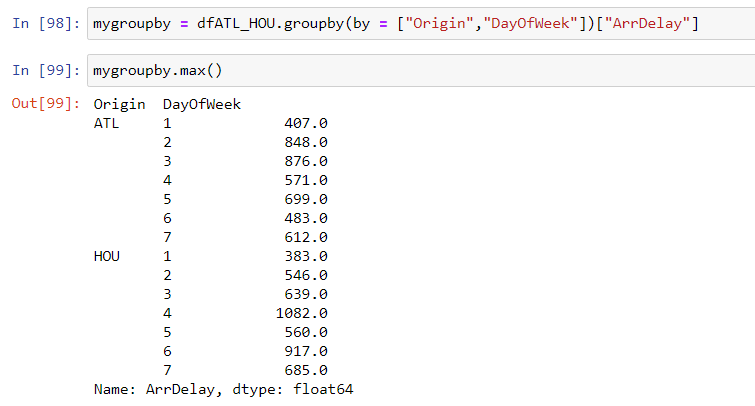 In [98]: mygroupby = dfATL_HOU.groupby(by = ["Origin","DayOfWeek"])["ArrDelay"]
In [99]: mygroupby.max()
Out[99]: Origin  DayOfWeek
ATL     1             407.0
        2             848.0
        3             876.0
        4             571.0
        5             699.0
        6             483.0
        7             612.0
HOU     1             383.0
        2             546.0
        3             639.0
        4            1082.0
        5             560.0
        6             917.0
        7             685.0
Name: ArrDelay, dtype: float64